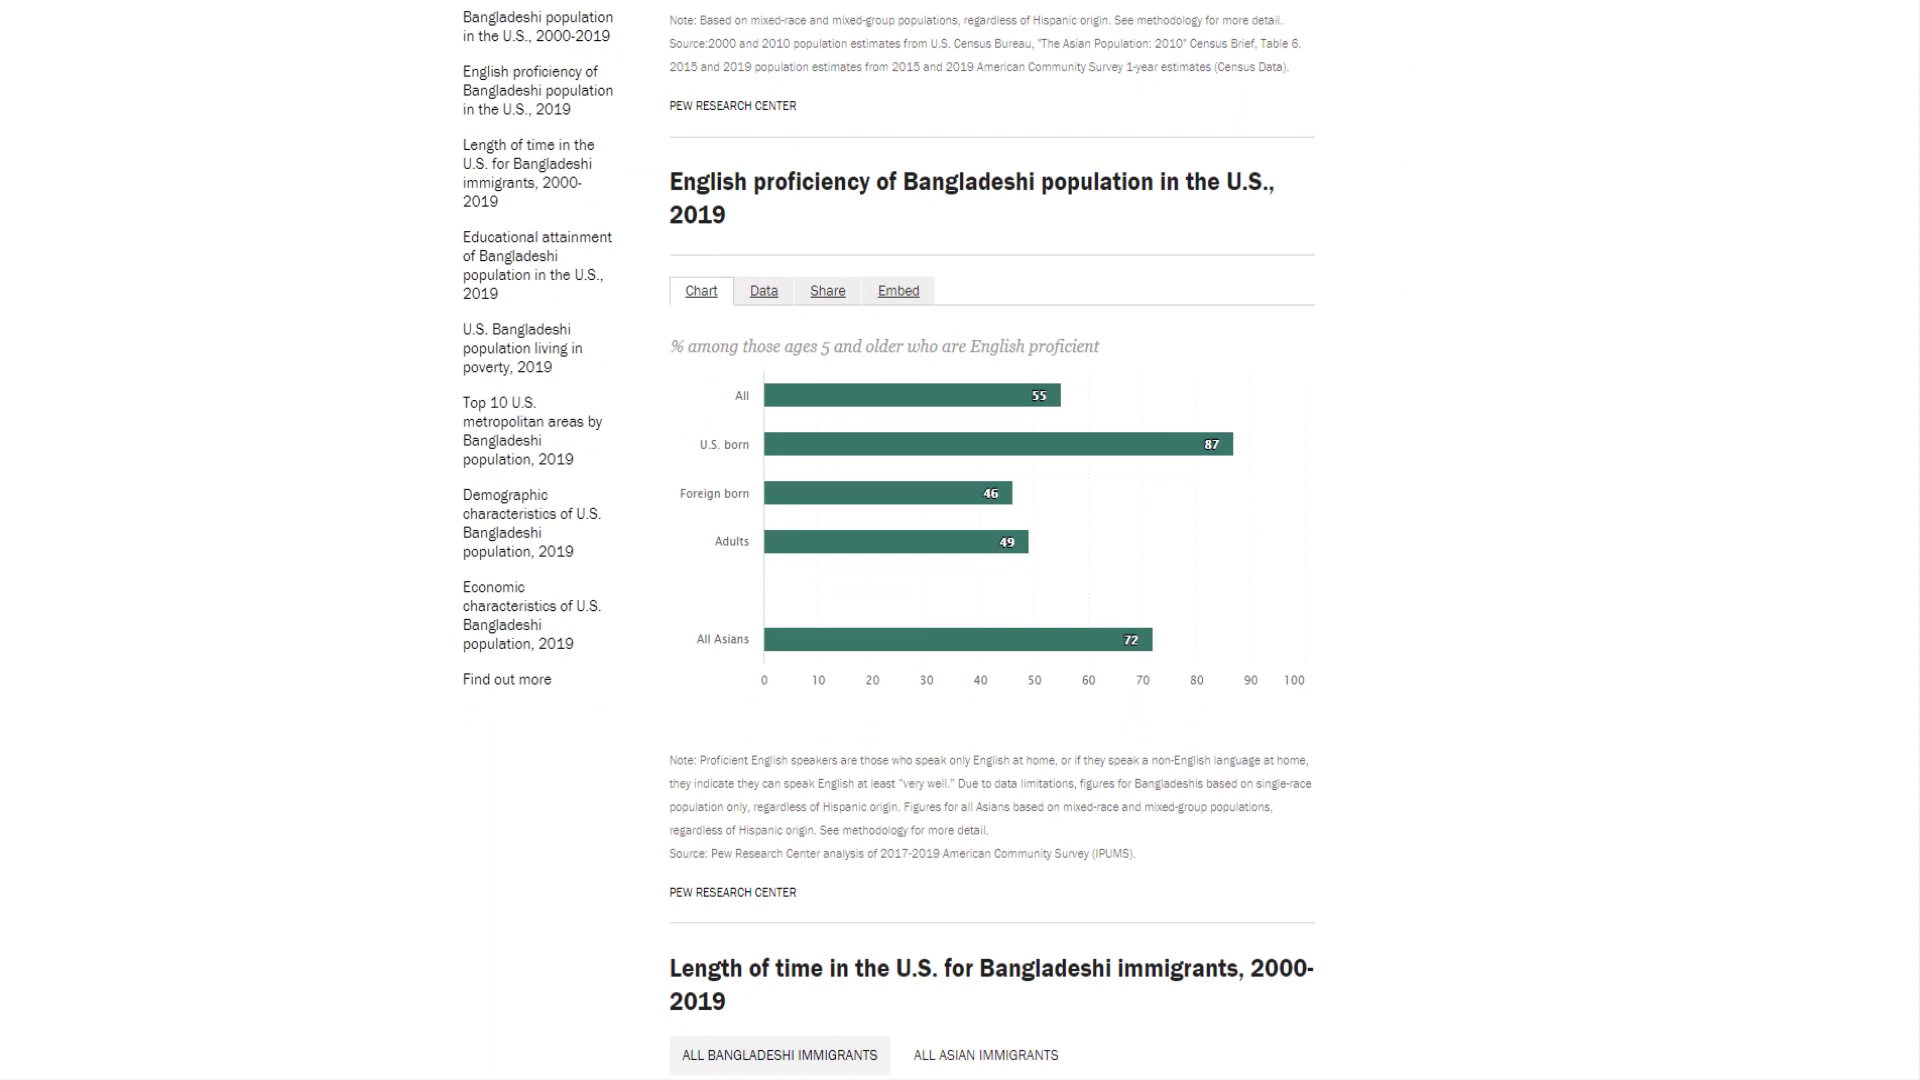 Bangladeshi population
in the U.S., 2000-2019
English proficiency of
Bangladeshi population
in the U.S., 2019
Length of time in the
U.S. for Bangladeshi
immigrants, 2000-
2019
Educational attainment
of Bangladeshi
population in the U.S.,
2019
U.S. Bangladeshi
population living in
poverty, 2019
Top 10 U.S.
metropolitan areas by
Bangladeshi
population, 2019
Demographic
characteristics of U.S.
Bangladeshi
population, 2019
Economic
characteristics of U.S.
Bangladeshi
population, 2019
Find out more
Note: Based on mixed-race and mixed-group populations, regardless of Hispanic origin. See methodology for more detail.
Source:2000 and 2010 population estimates from U.S. Census Bureau, "The Asian Population: 2010" Census Brief, Table 6.
2015 and 2019 population estimates from 2015 and 2019 American Community Survey 1-year estimates (Census Data).
PEW RESEARCH CENTER
English proficiency of Bangladeshi population in the U.S.,
2019
Chart Data Share Embed
% among those ages 5 and older who are English proficient
All 55
U.S. born 87
Foreign born 46
Adults 49
All Asians 72
0 10 20 30 40 50 60 70 80 90 100
Note: Proficient English speakers are those who speak only English at home, or if they speak a non-English language at home,
they indicate they can speak English at least “very well.” Due to data limitations, figures for Bangladeshis based on single-race
population only, regardless of Hispanic origin. Figures for all Asians based on mixed-race and mixed-group populations,
regardless of Hispanic origin. See methodology for more detail.
Source: Pew Research Center analysis of 2017-2019 American Community Survey (IPUMS).
PEW RESEARCH CENTER
Length of time in the U.S. for Bangladeshi immigrants, 2000-
2019
ALL BANGLADESHI IMMIGRANTS ALL ASIAN IMMIGRANTS